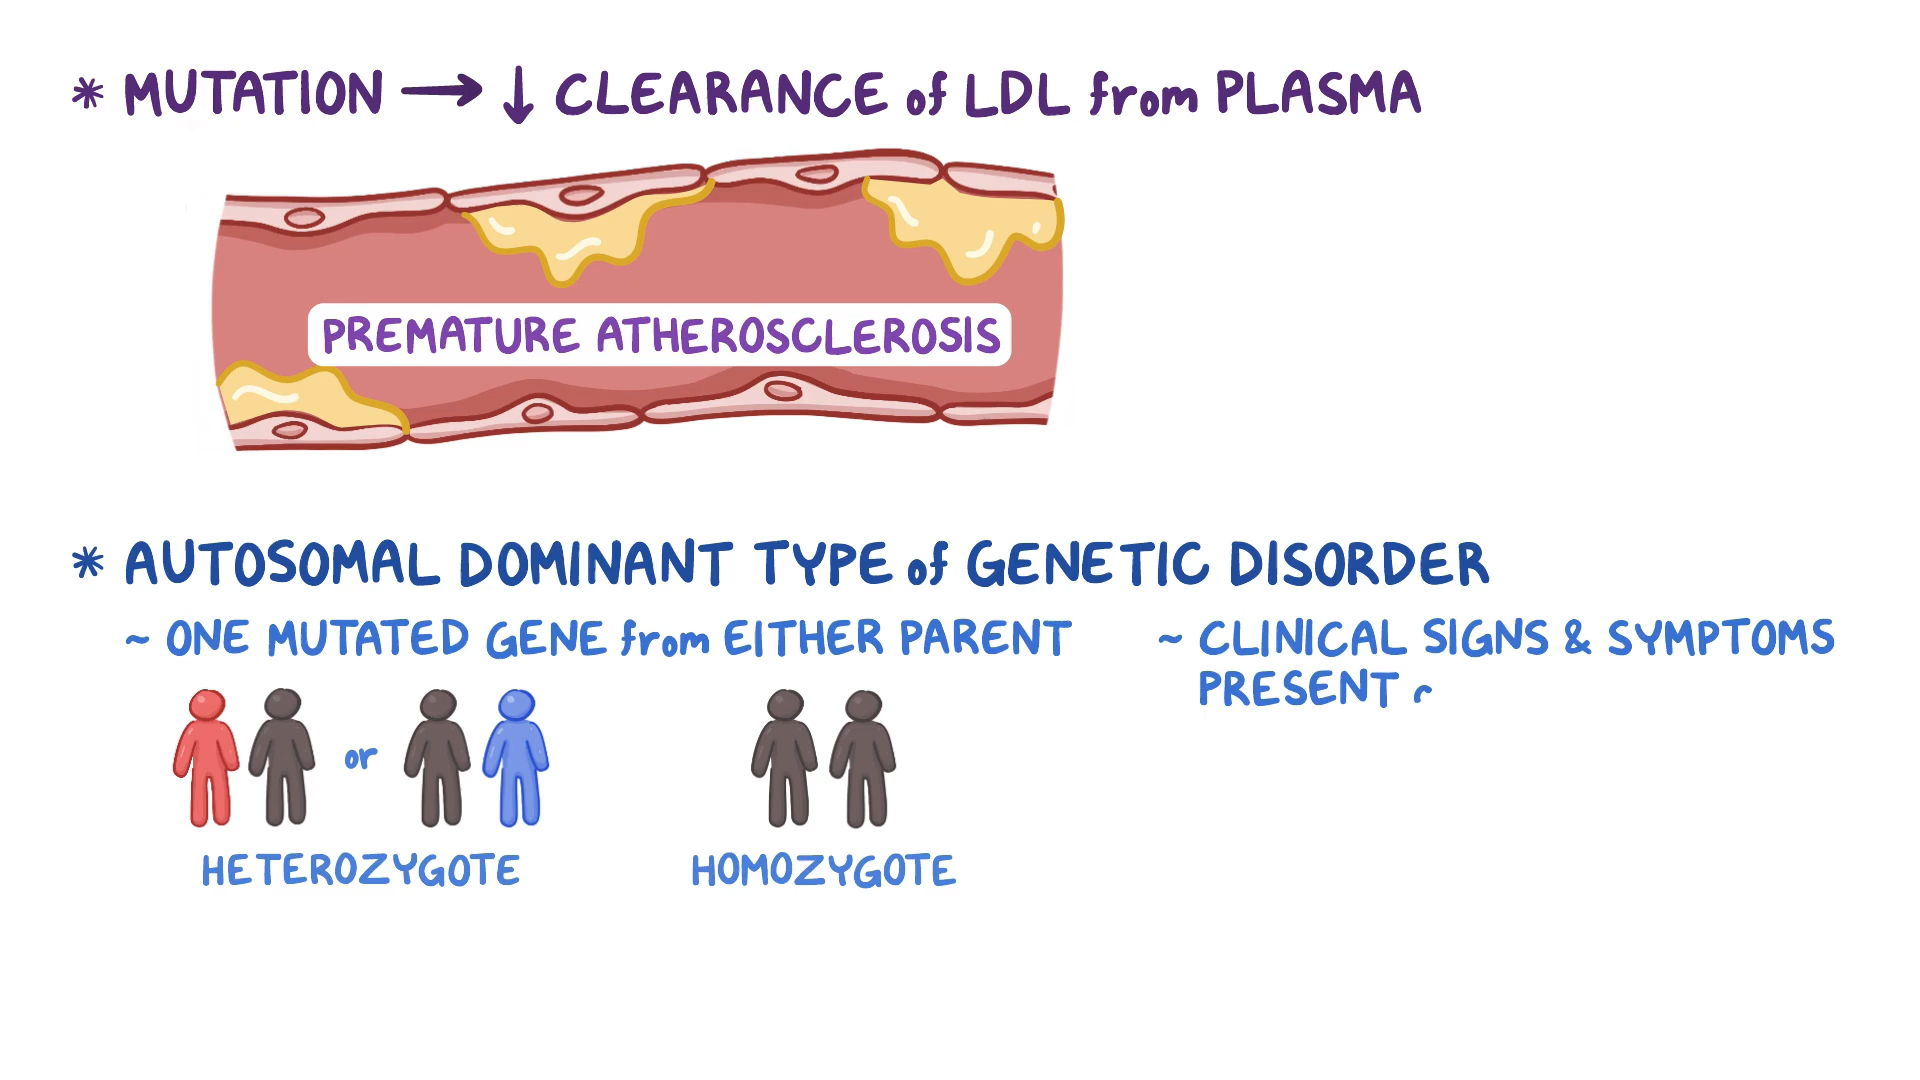 * MUTATION → ↓ CLEARANCE of LDL from PLASMA
PREMATURE ATHEROSCLEROSIS
* AUTOSOMAL DOMINANT TYPE of GENETIC DISORDER
~ ONE MUTATED GENE from EITHER PARENT
~ CLINICAL SIGNS & SYMPTOMS
PRESENT
or
HETEROZYGOTE
HOMOZYGOTE